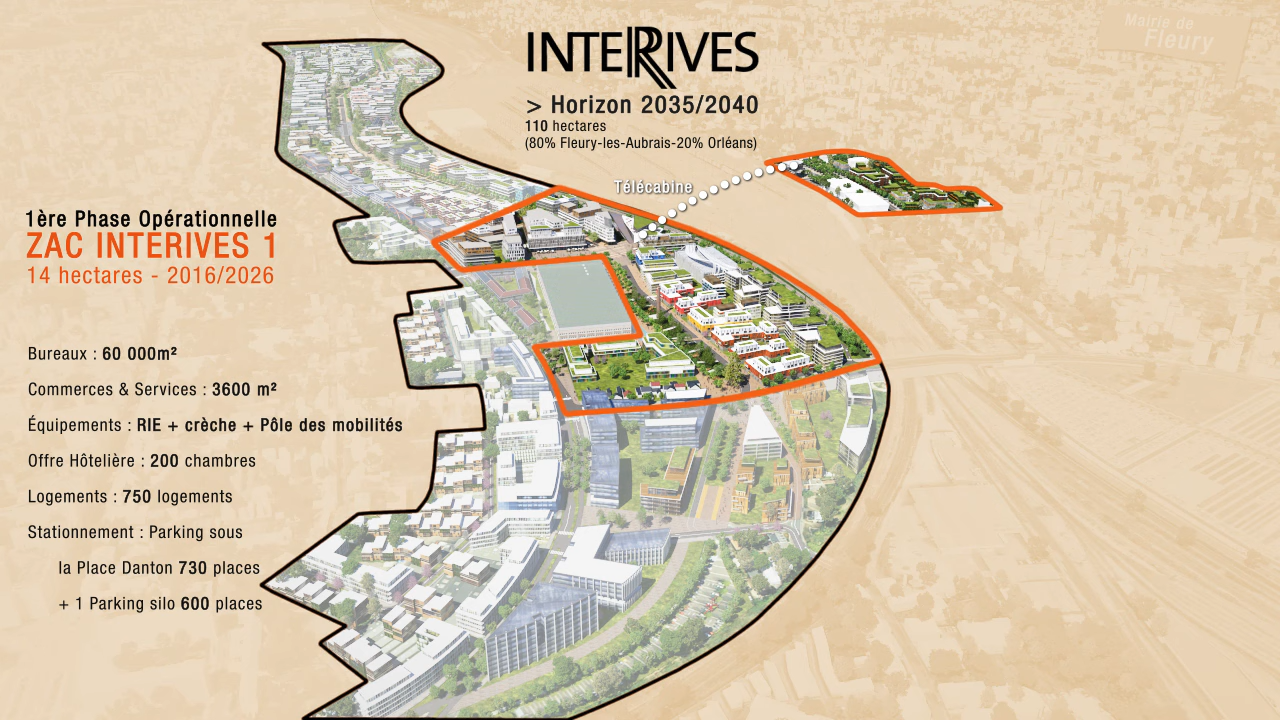 Mairie de
Fleury
INTERIVES
> Horizon 2035/2040
110 hectares
(80% Fleury-les-Aubrais-20% Orléans)
Télécabine
1ère Phase Opérationnelle
ZAC INTERIVES 1
14 hectares - 2016/2026
Bureaux : 60 000m²
Commerces & Services : 3600 m²
Équipements : RIE + crèche + Pôle des mobilités
Offre Hôtelière : 200 chambres
Logements : 750 logements
Stationnement : Parking sous
la Place Danton 730 places
+ 1 Parking silo 600 places